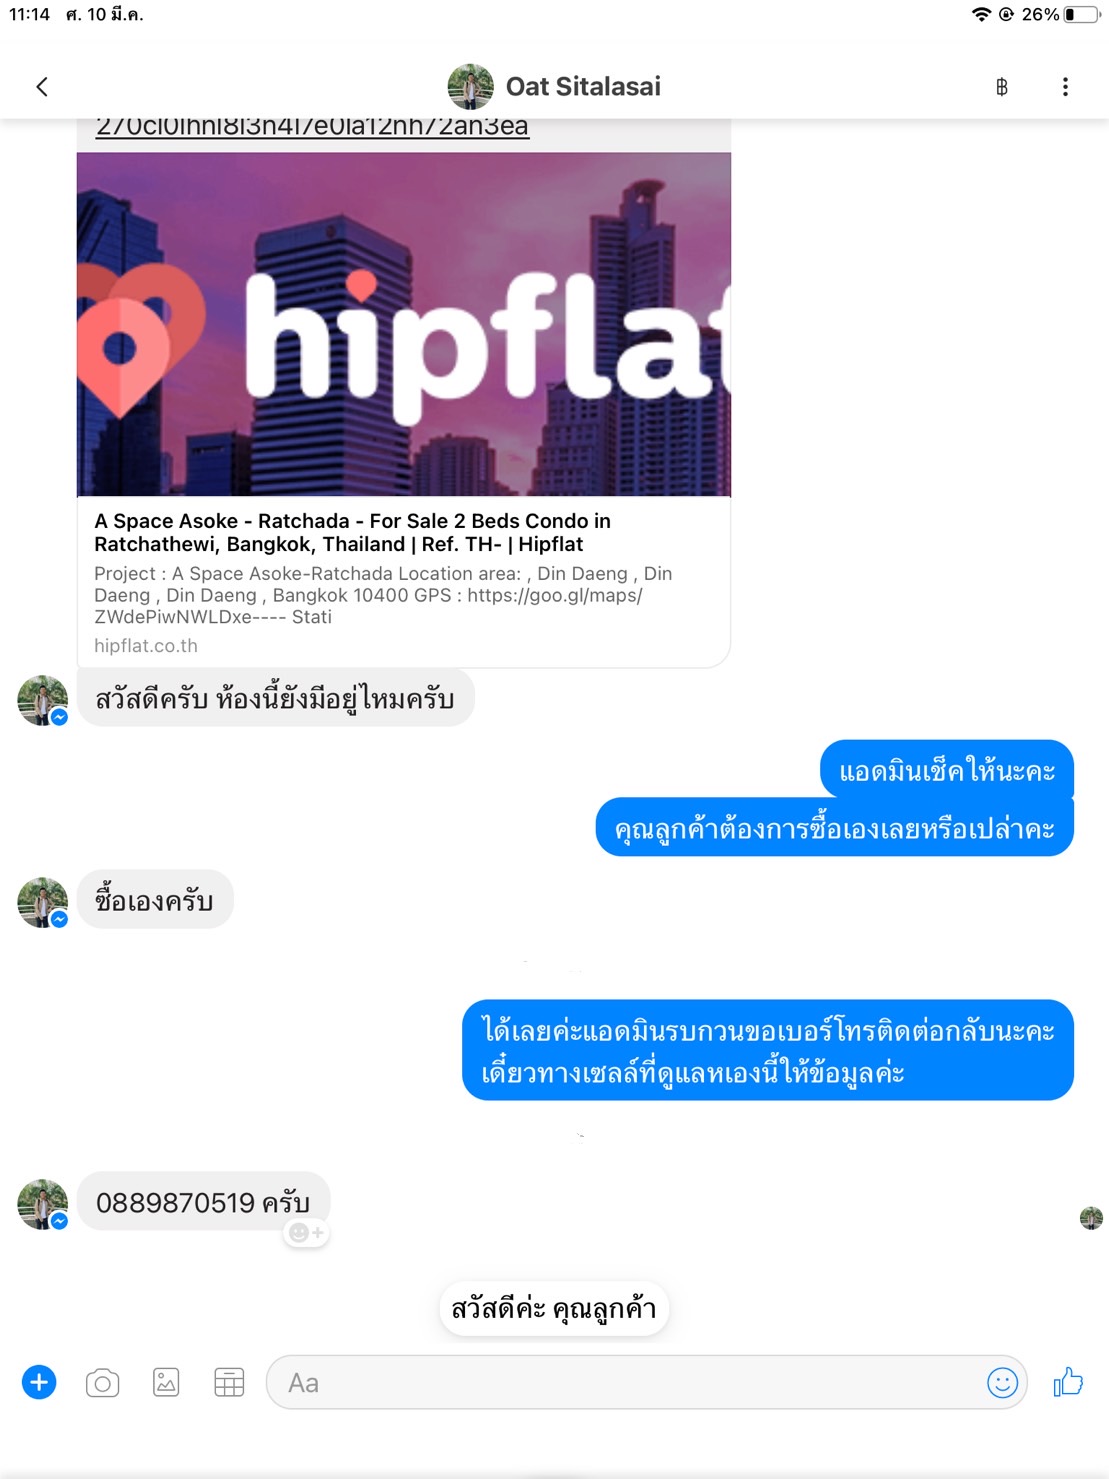 11:14 ศ. 10 มี.ค.
26%
Oat Sitalasai
฿
hipflat
A Space Asoke - Ratchada - For Sale 2 Beds Condo in
Ratchathewi, Bangkok, Thailand | Ref. TH- | Hipflat
Project : A Space Asoke-Ratchada Location area: , Din Daeng , Din
Daeng , Din Daeng , Bangkok 10400 GPS : https://goo.gl/maps/
ZWdePiwNWLDxe---- Stati
hipflat.co.th
สวัสดีครับ ห้องนี้ยังมีอยู่ไหมครับ
แอดมินเช็คให้นะคะ
คุณลูกค้าต้องการซื้อเองเลยหรือเปล่าคะ
ซื้อเองครับ
ได้เลยค่ะแอดมินรบกวนขอเบอร์โทรติดต่อกลับนะคะ
เดี๋ยวทางเซลล์ที่ดูแลหเองนี้ให้ข้อมูลค่ะ
0889870519 ครับ
สวัสดีค่ะ คุณลูกค้า
Aa